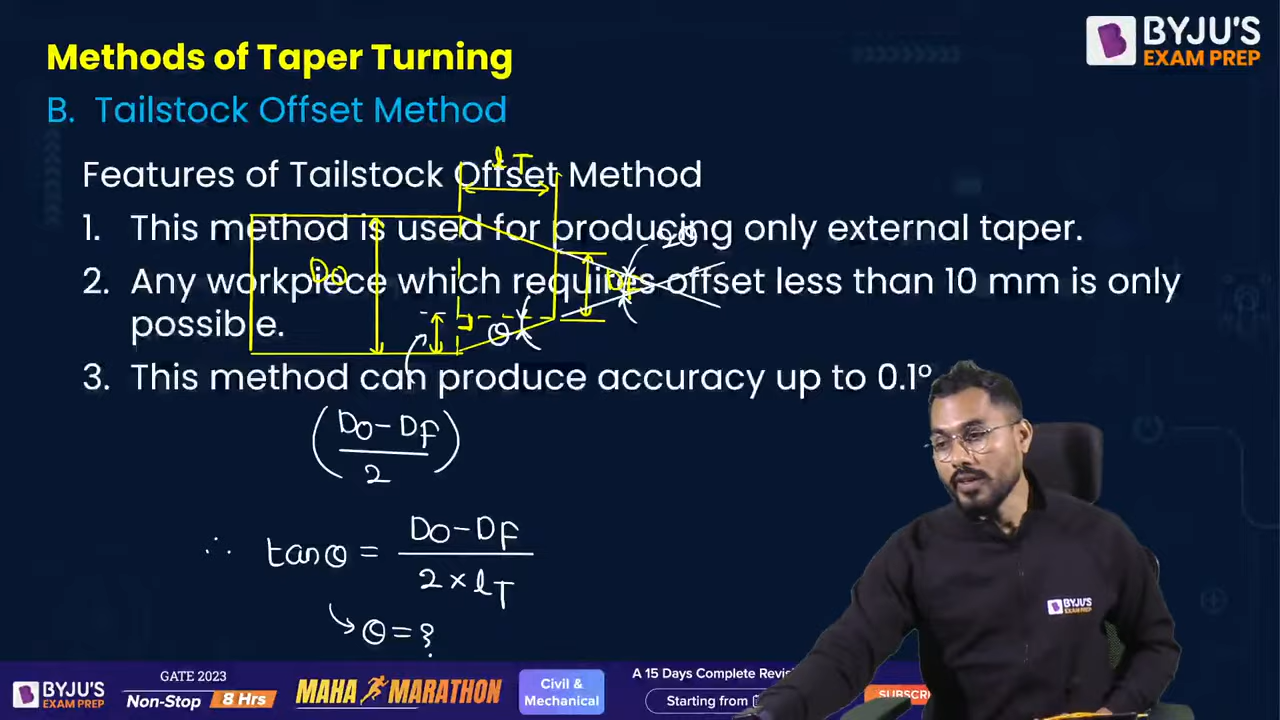 Methods of Taper Turning
BYJU'S
EXAM PREP
B. Tailstock Offset Method
lT
Features of Tailstock Offset Method
1. This method is used for producing only external taper.
2θ
Do
2. Any workpiece which requires offset less than 10 mm is only
possible.
θ
3. This method can produce accuracy up to 0.1°
(Do - DF
2)
∴ tanθ = Do - DF
2 × lT
θ = ?
BYJU'S
GATE 2023
Non-Stop 8 Hrs
MAHA MARATHON
Civil &
Mechanical
A 15 Days Complete Revisi
Starting from
SUBSCRI
BYJU'S
EXAM PREP